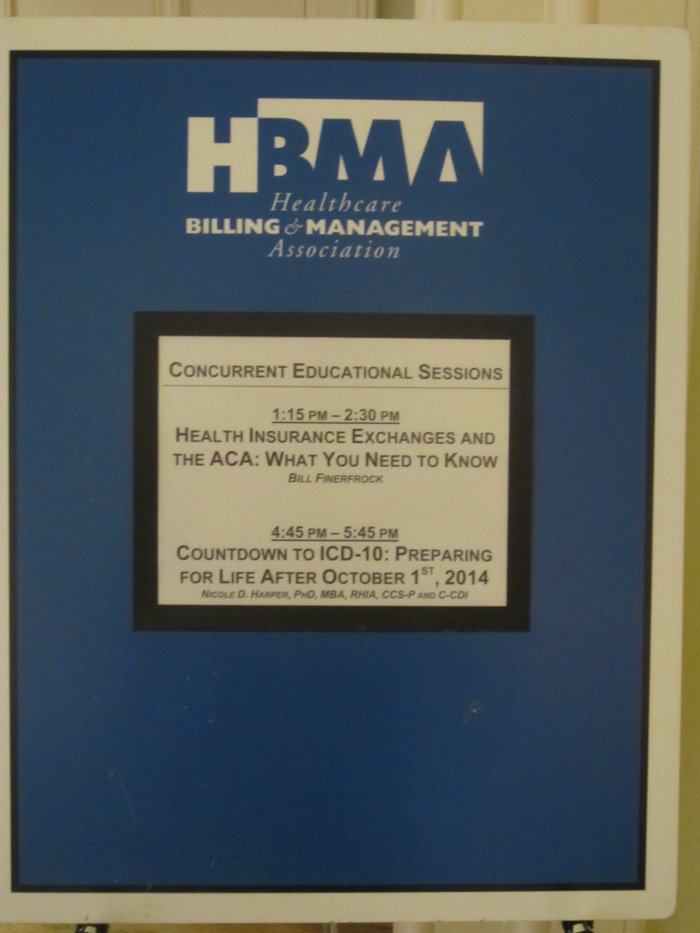 HBMA
Healthcare
BILLING & MANAGEMENT
Association
CONCURRENT EDUCATIONAL SESSIONS
1:15 PM – 2:30 PM
HEALTH INSURANCE EXCHANGES AND
THE ACA: WHAT YOU NEED TO KNOW
BILL FINERFROCK
4:45 PM – 5:45 PM
COUNTDOWN TO ICD-10: PREPARING
FOR LIFE AFTER OCTOBER 1ST, 2014
NICOLE D. HARPER, PHD, MBA, RHIA, CCS-P AND C-CDI